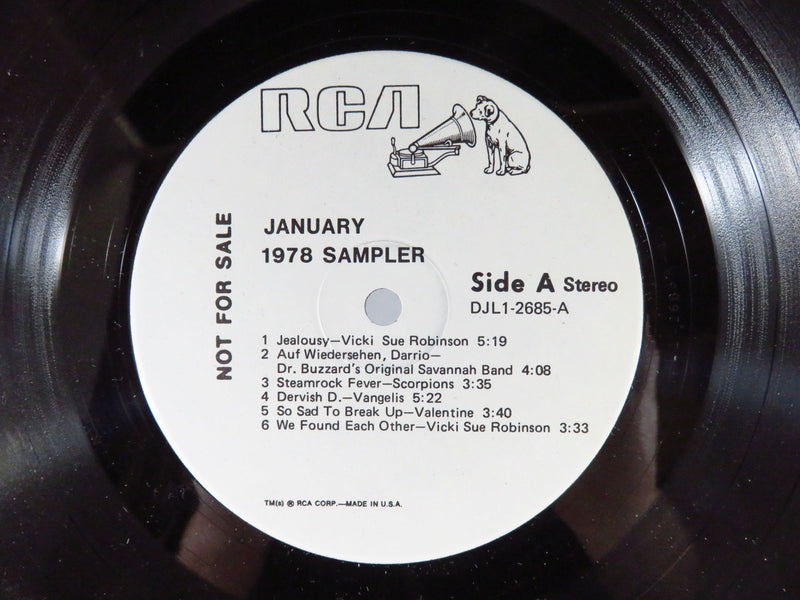 RCA
NOT FOR SALE
JANUARY
1978 SAMPLER
Side A Stereo
DJL1-2685-A
1 Jealousy—Vicki Sue Robinson 5:19
2 Auf Wiedersehen, Darrio—
Dr. Buzzard's Original Savannah Band 4:08
3 Steamrock Fever—Scorpions 3:35
4 Dervish D.—Vangelis 5:22
5 So Sad To Break Up—Valentine 3:40
6 We Found Each Other—Vicki Sue Robinson 3:33
TM(s) ® RCA CORP.—MADE IN U.S.A.